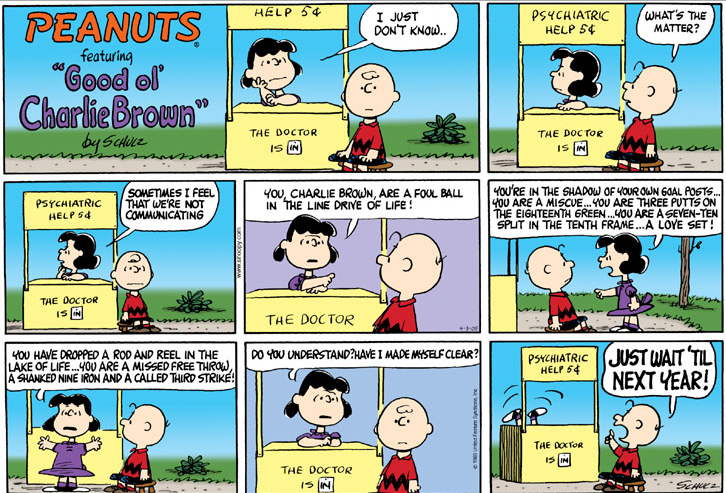 PEANUTS
featuring
"Good ol'
CharlieBrown"
by SCHULZ
HELP 5¢
I JUST
DON'T KNOW..
THE DOCTOR
IS IN
PSYCHIATRIC
HELP 5¢
WHAT'S THE
MATTER?
THE DOCTOR
IS IN
PSYCHIATRIC
HELP 5¢
SOMETIMES I FEEL
THAT WE'RE NOT
COMMUNICATING
THE DOCTOR
IS IN
www.snoopy.com
YOU, CHARLIE BROWN, ARE A FOUL BALL
IN THE LINE DRIVE OF LIFE!
THE DOCTOR
YOU'RE IN THE SHADOW OF YOUR OWN GOAL POSTS...
YOU ARE A MISCUE...YOU ARE THREE PUTTS ON
THE EIGHTEENTH GREEN...YOU ARE A SEVEN-TEN
SPLIT IN THE TENTH FRAME...A LOVE SET!
YOU HAVE DROPPED A ROD AND REEL IN THE
LAKE OF LIFE...YOU ARE A MISSED FREE THROW,
A SHANKED NINE IRON AND A CALLED THIRD STRIKE!
DO YOU UNDERSTAND? HAVE I MADE MYSELF CLEAR?
THE DOCTOR
IS IN
PSYCHIATRIC
HELP 5¢
JUST WAIT 'TIL
NEXT YEAR!
THE DOCTOR
IS IN
SCHULZ